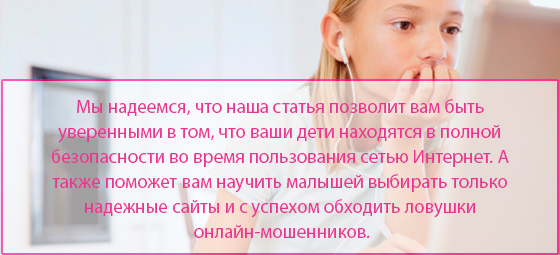 Мы надеемся, что наша статья позволит вам быть
уверенными в том, что ваши дети находятся в полной
безопасности во время пользования сетью Интернет. А
также поможет вам научить малышей выбирать только
надежные сайты и с успехом обходить ловушки
онлайн-мошенников.